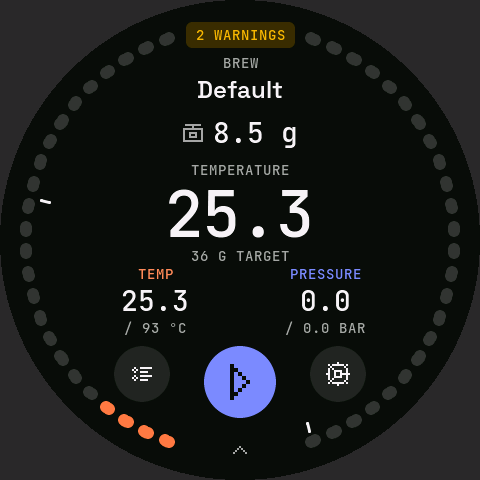 2 WARNINGS
BREW
Default
8.5 g
TEMPERATURE
25.3
36 G TARGET
TEMP
25.3
/ 93 °C
PRESSURE
0.0
/ 0.0 BAR